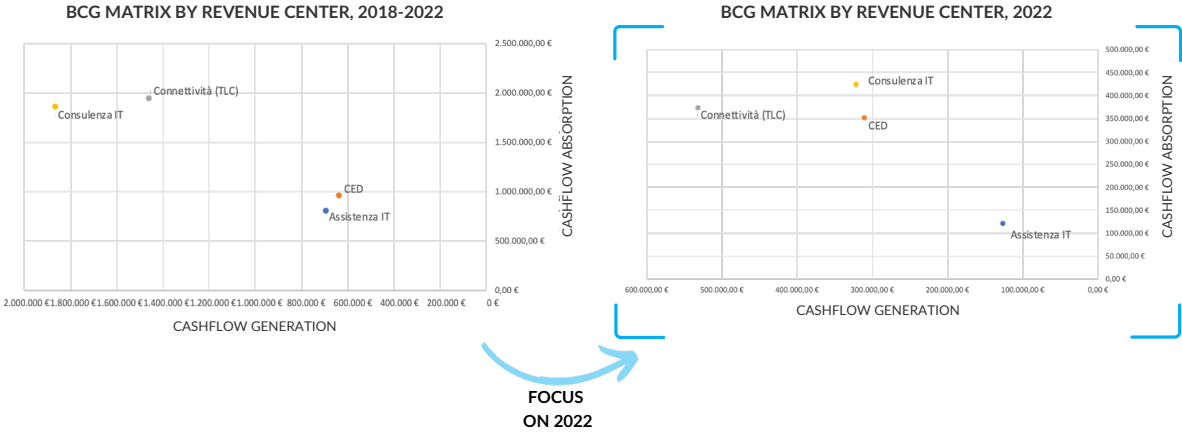 BCG MATRIX BY REVENUE CENTER, 2018-2022
2.500.000,00 €
2.000.000,00 €
1.500.000,00 €
1.000.000,00 €
500.000,00 €
0,00 €
CASHFLOW ABSORPTION
Connettività (TLC)
Consulenza IT
CED
Assistenza IT
2.000.000 € 1.800.000 € 1.600.000 € 1.400.000 € 1.200.000 € 1.000.000 € 800.000 € 600.000 € 400.000 € 200.000 € 0 €
CASHFLOW GENERATION
BCG MATRIX BY REVENUE CENTER, 2022
500.000,00 €
450.000,00 €
400.000,00 €
350.000,00 €
300.000,00 €
250.000,00 €
200.000,00 €
150.000,00 €
100.000,00 €
50.000,00 €
0,00 €
CASHFLOW ABSORPTION
Consulenza IT
Connettività (TLC)
CED
Assistenza IT
600.000,00 € 500.000,00 € 400.000,00 € 300.000,00 € 200.000,00 € 100.000,00 € 0,00 €
CASHFLOW GENERATION
FOCUS
ON 2022